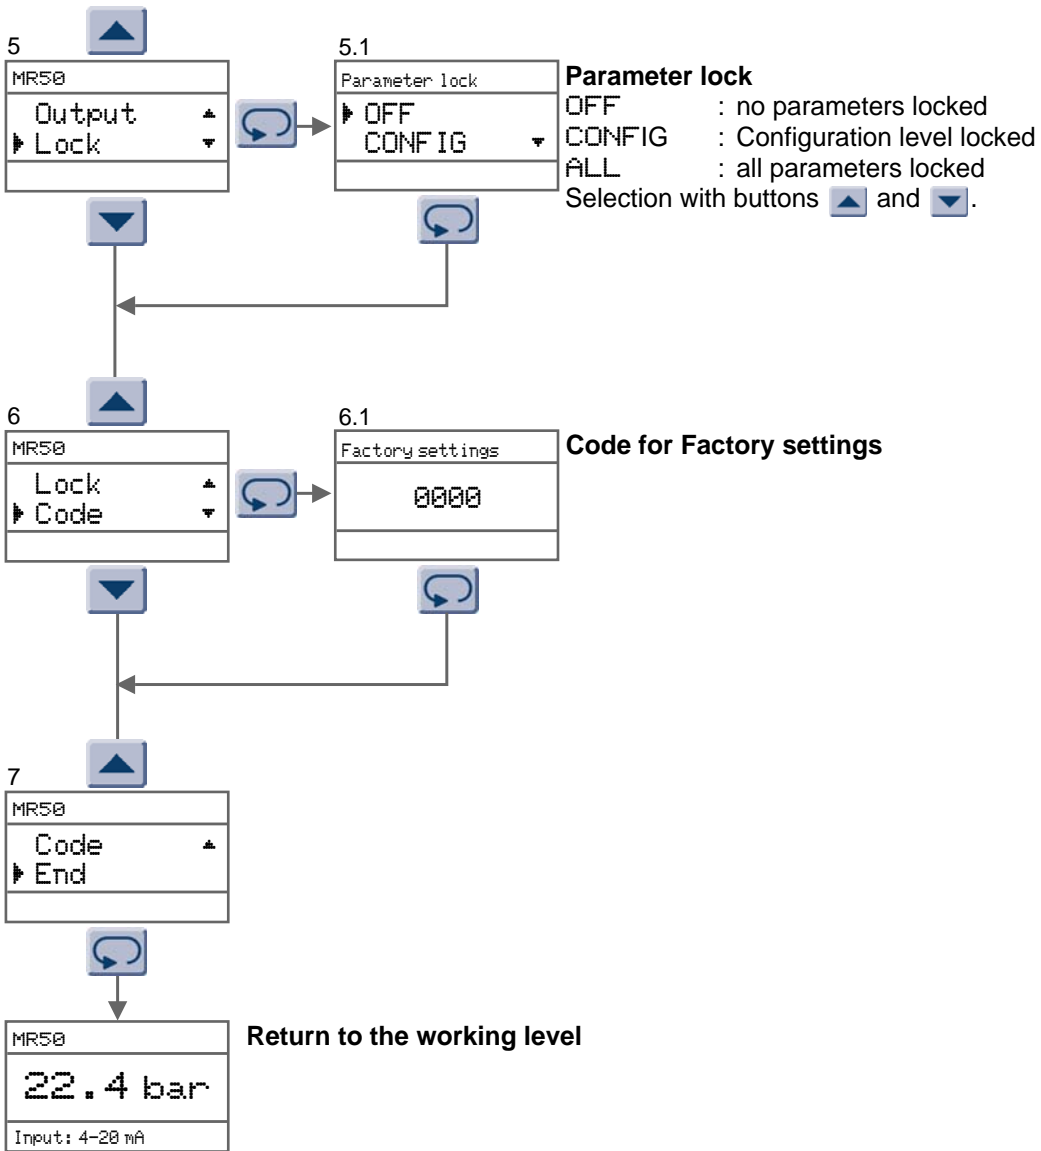 5
MR50
Output
Lock
5.1
Parameter lock
OFF
CONFIG
Parameter lock
OFF : no parameters locked
CONFIG : Configuration level locked
ALL : all parameters locked
Selection with buttons and .
6
MR50
Lock
Code
6.1
Factory settings
0000
Code for Factory settings
7
MR50
Code
End
MR50
22.4 bar
Input: 4-20 mA
Return to the working level